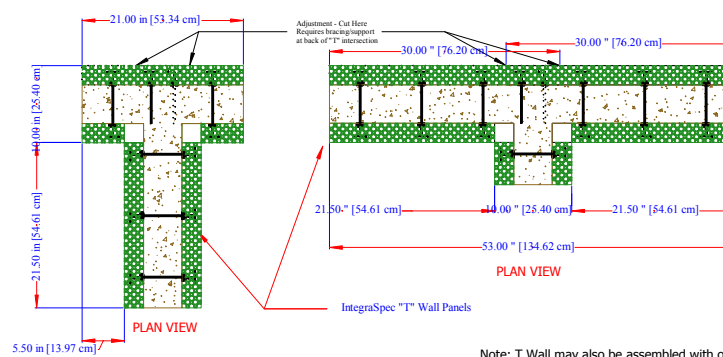 21.00 in [53.34 cm]
Adjustment - Cut Here
Requires bracing/support
at back of "T" intersection
30.00 " [76.20 cm]
30.00 " [76.20 cm]
10.00 in [25.40 cm]
21.50 in [54.61 cm]
21.50 " [54.61 cm]
10.00 " [25.40 cm]
21.50 " [54.61 cm]
53.00 " [134.62 cm]
PLAN VIEW
IntegraSpec "T" Wall Panels
PLAN VIEW
5.50 in [13.97 cm]
Note: T Wall may also be assembled with